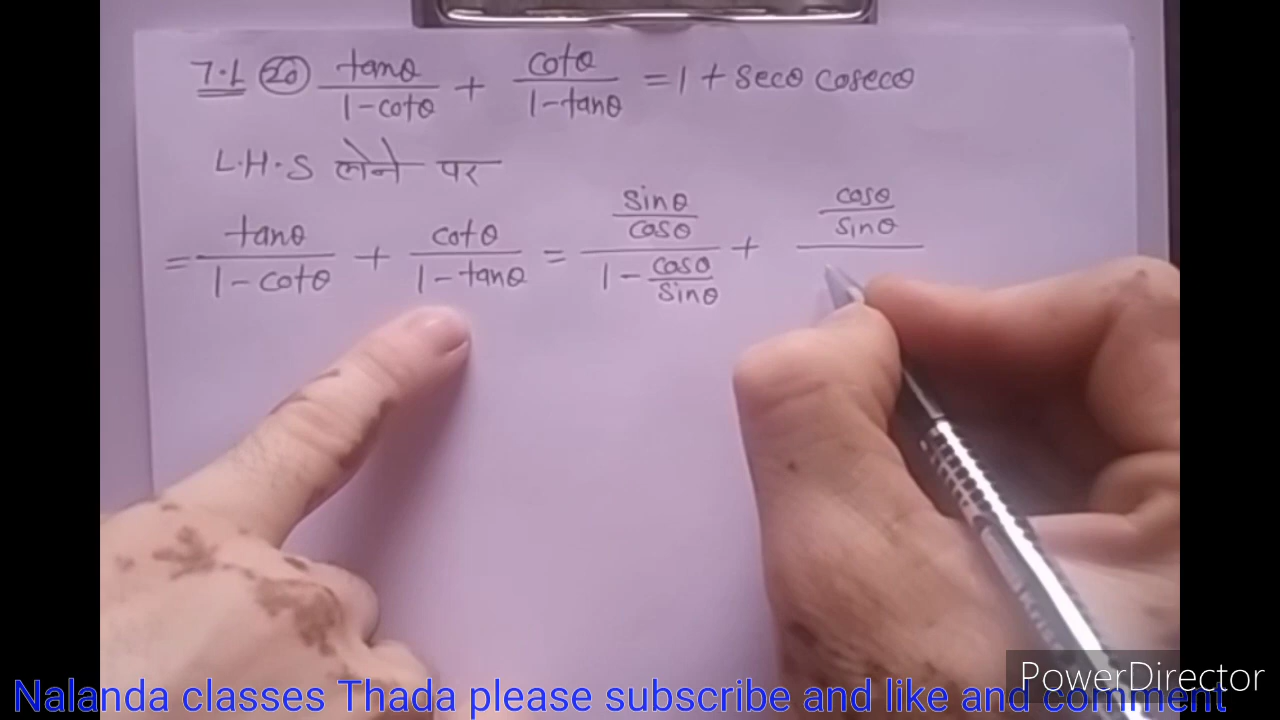 7.1 (20) tanθ/(1-cotθ) + cotθ/(1-tanθ) = 1 + secθ cosecθ
L.H.S लेने पर
= tanθ/(1-cotθ) + cotθ/(1-tanθ) = (sinθ/cosθ)/(1-cosθ/sinθ) + (cosθ/sinθ)/
PowerDirector
Nalanda classes Thada please subscribe and like and comment